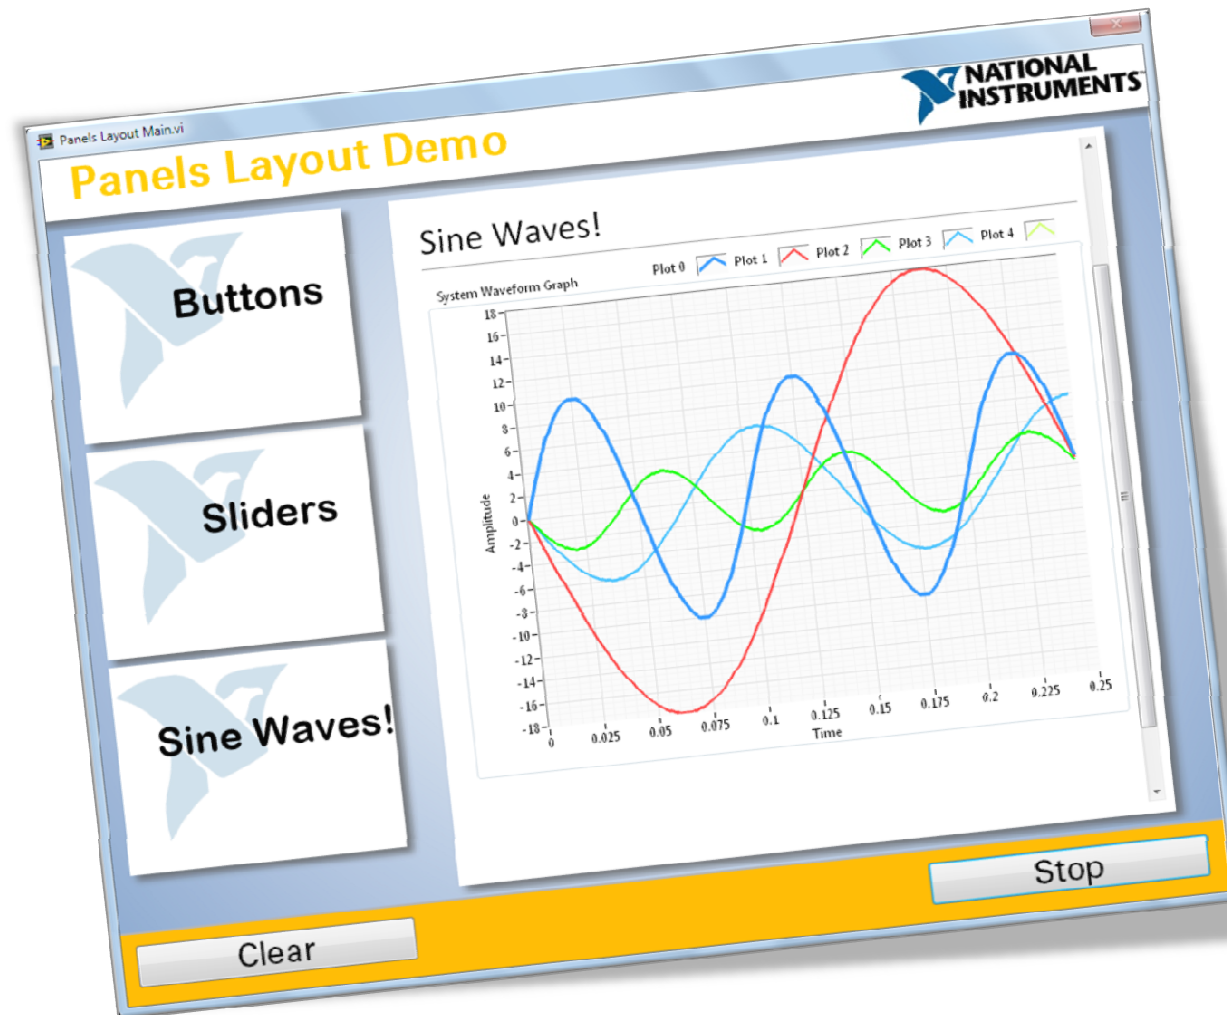 Panels Layout Main.vi
NATIONAL
INSTRUMENTS
Panels Layout Demo
Buttons
Sliders
Sine Waves!
Sine Waves!
Plot 0 Plot 1 Plot 2 Plot 3 Plot 4
System Waveform Graph
18
16
14
12
10
8
6
4
2
0
-2
-4
-6
-8
-10
-12
-14
-16
-18
Amplitude
0 0.025 0.05 0.075 0.1 0.125 0.15 0.175 0.2 0.225 0.25
Time
Clear
Stop